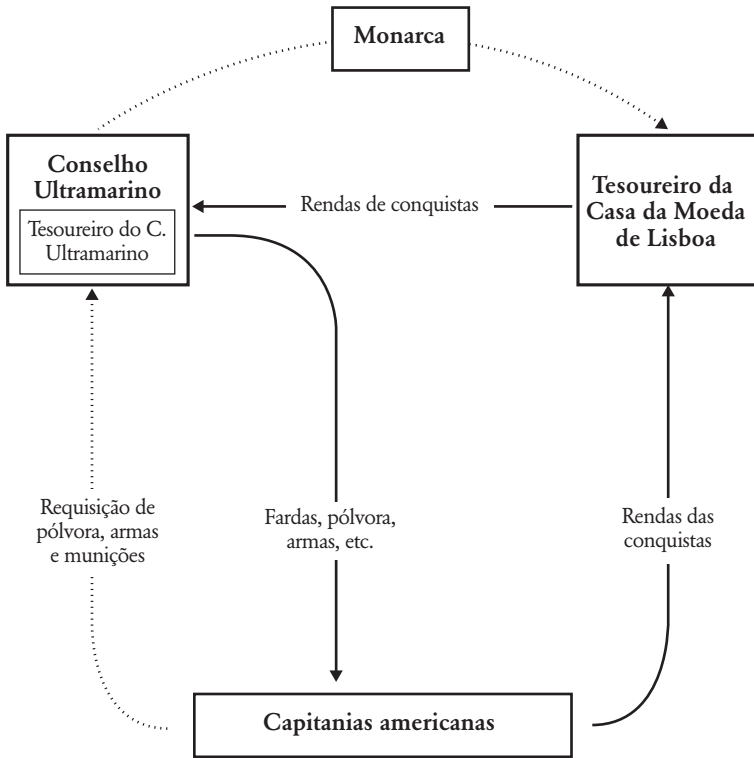 Monarca
Conselho
Ultramarino
Tesoureiro do C.
Ultramarino
Rendas de conquistas
Tesoureiro da
Casa da Moeda
de Lisboa
Requisição de
pólvora, armas
e munições
Fardas, pólvora,
armas, etc.
Rendas das
conquistas
Capitanias americanas